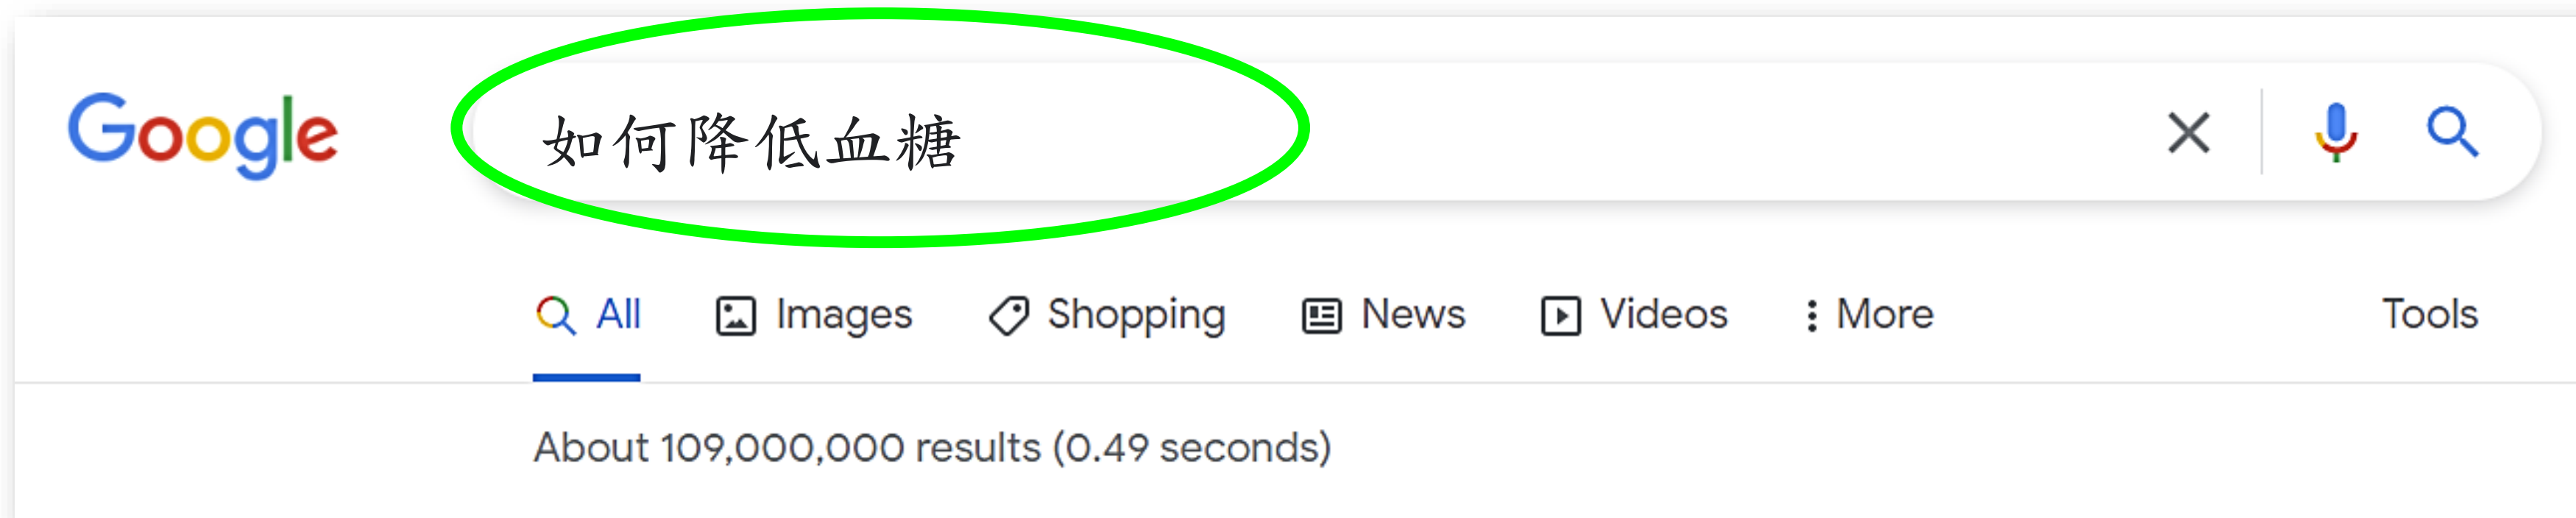 Google 如何降低血糖
All Images Shopping News Videos More Tools
About 109,000,000 results (0.49 seconds)